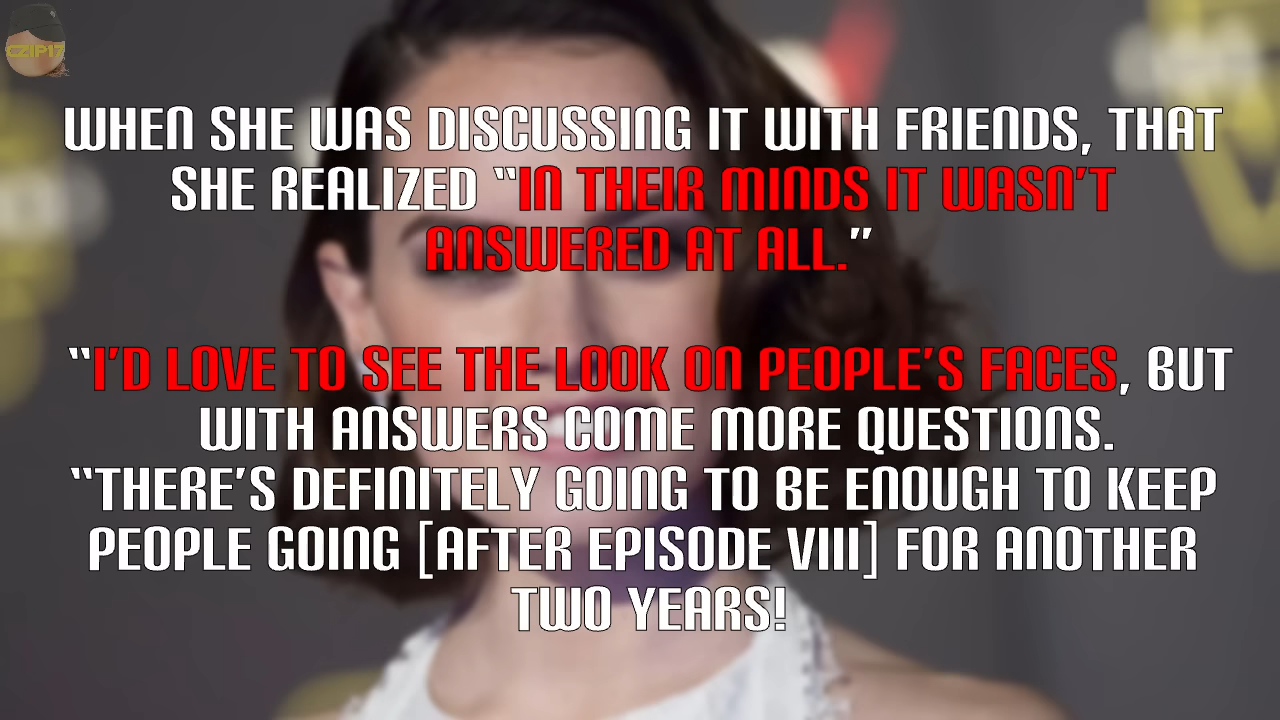 CZIP17
WHEN SHE WAS DISCUSSING IT WITH FRIENDS, THAT
SHE REALIZED “IN THEIR MINDS IT WASN’T
ANSWERED AT ALL.”
“I’D LOVE TO SEE THE LOOK ON PEOPLE’S FACES, BUT
WITH ANSWERS COME MORE QUESTIONS.
“THERE’S DEFINITELY GOING TO BE ENOUGH TO KEEP
PEOPLE GOING [AFTER EPISODE VIII] FOR ANOTHER
TWO YEARS!